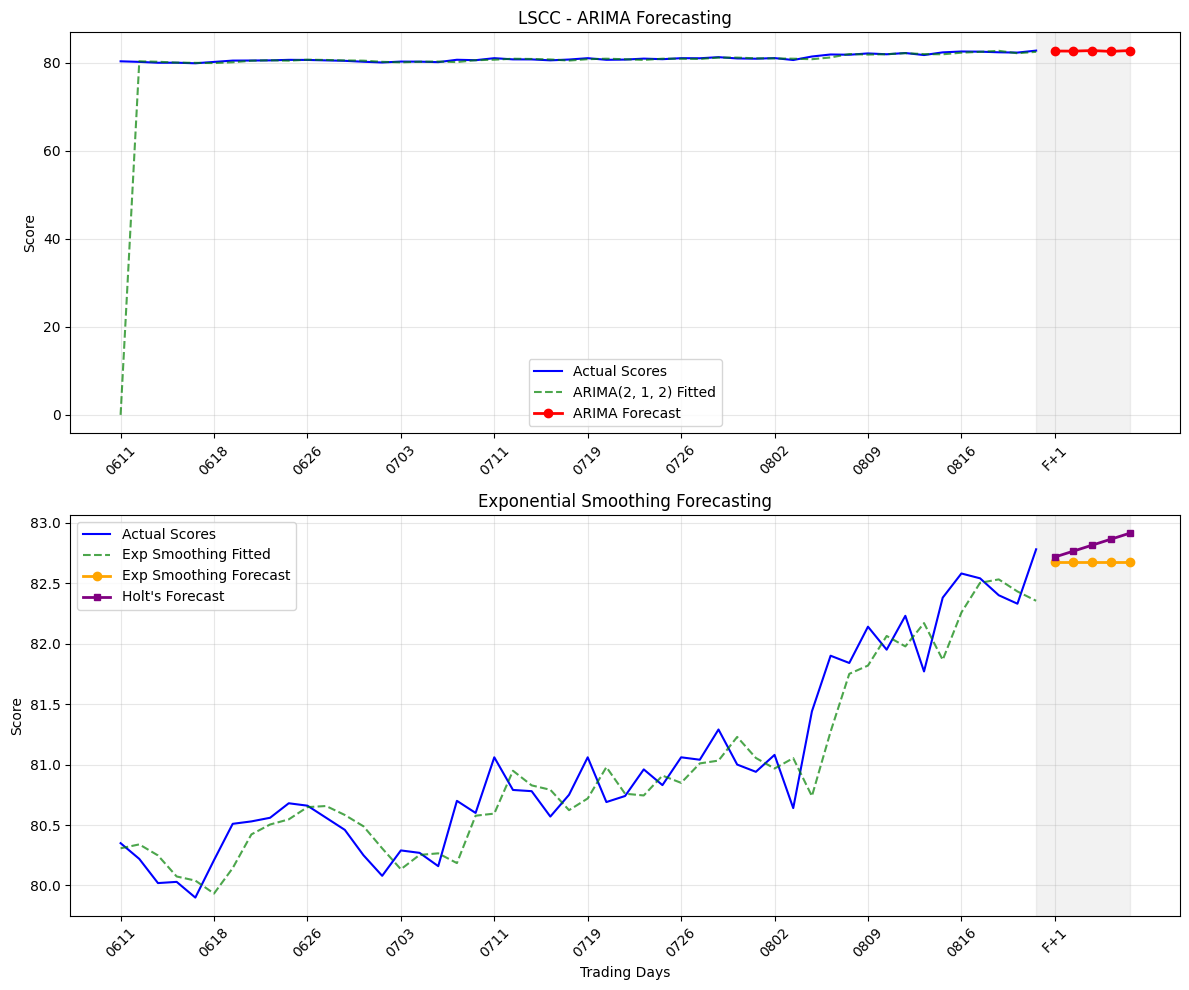 LSCC - ARIMA Forecasting
Score
80
60
40
20
0
Actual Scores
ARIMA(2, 1, 2) Fitted
ARIMA Forecast
0611 0618 0626 0703 0711 0719 0726 0802 0809 0816 F+1
Exponential Smoothing Forecasting
Score
83.0
82.5
82.0
81.5
81.0
80.5
80.0
Actual Scores
Exp Smoothing Fitted
Exp Smoothing Forecast
Holt's Forecast
0611 0618 0626 0703 0711 0719 0726 0802 0809 0816 F+1
Trading Days